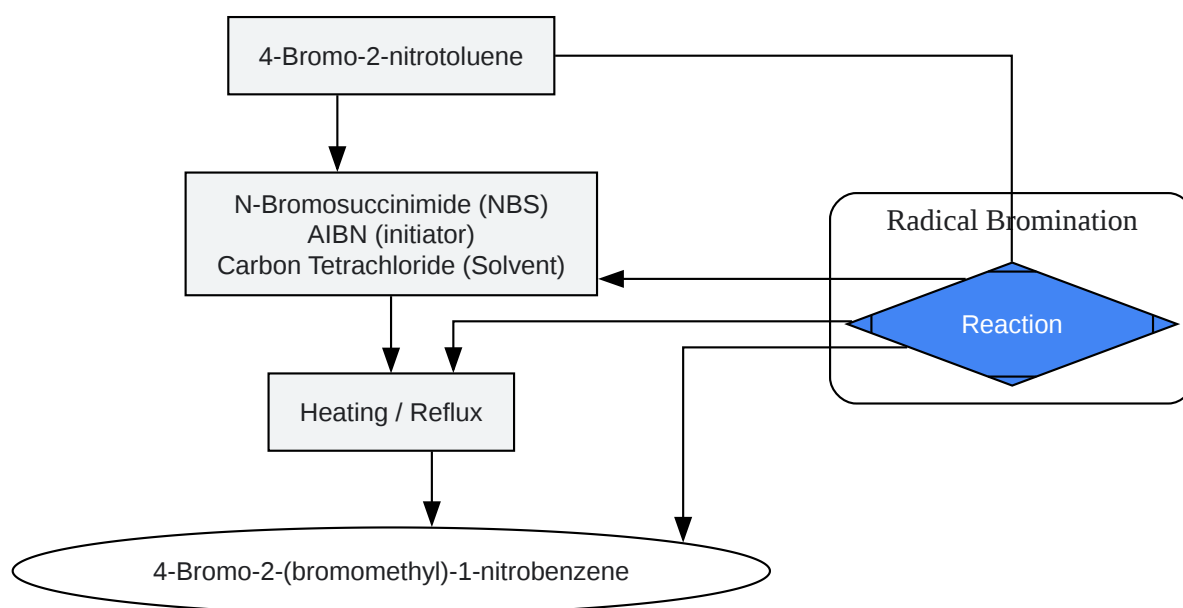 4-Bromo-2-nitrotoluene
N-Bromosuccinimide (NBS)
AIBN (initiator)
Carbon Tetrachloride (Solvent)
Radical Bromination
Reaction
Heating / Reflux
4-Bromo-2-(bromomethyl)-1-nitrobenzene